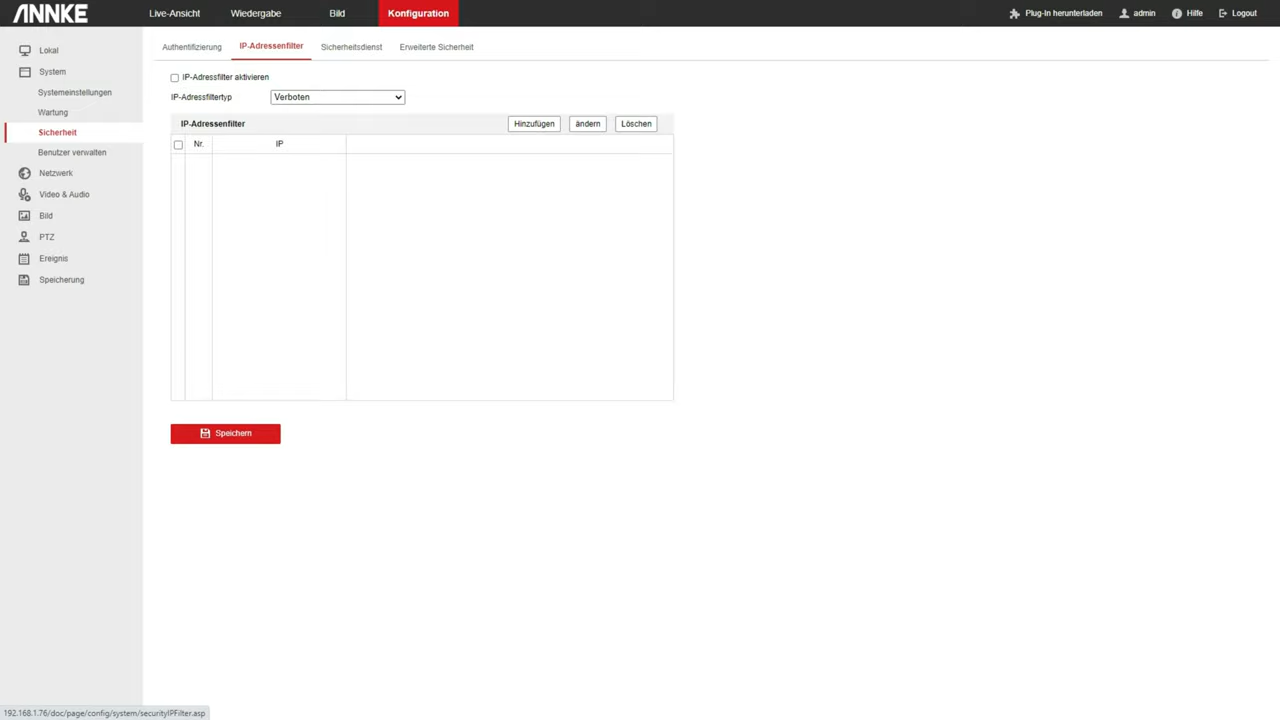 ANNKE
Live-Ansicht Wiedergabe Bild Konfiguration
Plug-In herunterladen admin Hilfe Logout
Lokal
System
Systemeinstellungen
Wartung
Sicherheit
Benutzer verwalten
Netzwerk
Video & Audio
Bild
PTZ
Ereignis
Speicherung
Authentifizierung IP-Adressenfilter Sicherheitsdienst Erweiterte Sicherheit
IP-Adressfilter aktivieren
IP-Adressfiltertyp Verboten
IP-Adressenfilter Hinzufügen ändern Löschen
Nr. IP
Speichern
192.168.1.76/doc/page/config/system/securityIPFilter.asp